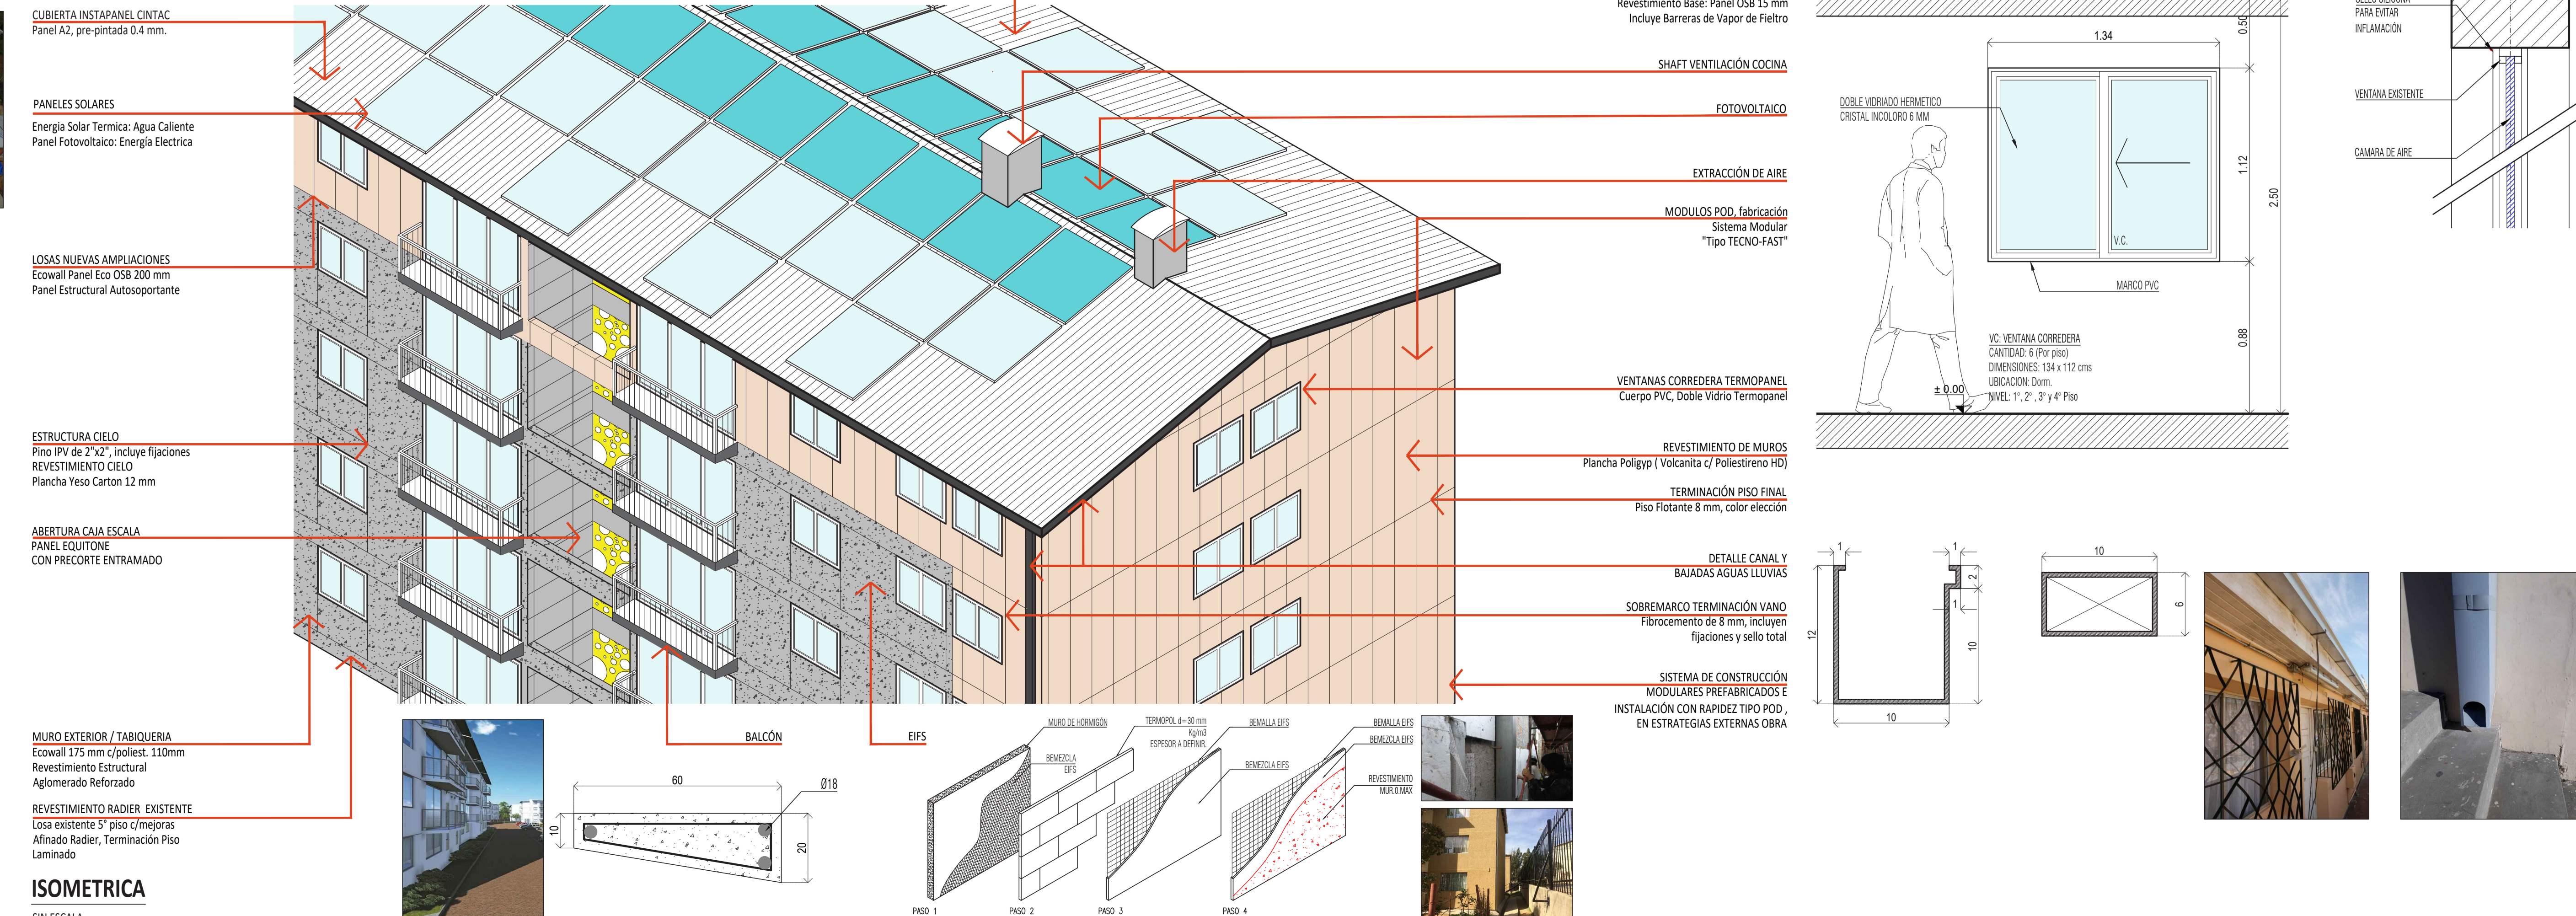 CUBIERTA INSTAPANEL CINTAC
Panel A2, pre-pintada 0.4 mm.
PANELES SOLARES
Energia Solar Termica: Agua Caliente
Panel Fotovoltaico: Energía Electrica
LOSAS NUEVAS AMPLIACIONES
Ecowall Panel Eco OSB 200 mm
Panel Estructural Autosoportante
ESTRUCTURA CIELO
Pino IPV de 2"x2", incluye fijaciones
REVESTIMIENTO CIELO
Plancha Yeso Carton 12 mm
ABERTURA CAJA ESCALA
PANEL EQUITONE
CON PRECORTE ENTRAMADO
MURO EXTERIOR / TABIQUERIA
Ecowall 175 mm c/poliest. 110mm
Revestimiento Estructural
Aglomerado Reforzado
REVESTIMIENTO RADIER EXISTENTE
Losa existente 5° piso c/mejoras
Afinado Radier, Terminación Piso
Laminado
ISOMETRICA
SIN ESCALA
BALCÓN
EIFS
60
Ø18
10
20
MURO DE HORMIGÓN
BEMEZCLA
EIFS
TERMOPOL d=30 mm
Kg/m3
ESPESOR A DEFINIR.
BEMALLA EIFS
BEMEZCLA EIFS
BEMALLA EIFS
BEMEZCLA EIFS
REVESTIMIENTO
MUR.O.MAX
PASO 1
PASO 2
PASO 3
PASO 4
Revestimiento Base: Panel OSB 15 mm
Incluye Barreras de Vapor de Fieltro
SHAFT VENTILACIÓN COCINA
FOTOVOLTAICO
EXTRACCIÓN DE AIRE
MODULOS POD, fabricación
Sistema Modular
"Tipo TECNO-FAST"
VENTANAS CORREDERA TERMOPANEL
Cuerpo PVC, Doble Vidrio Termopanel
REVESTIMIENTO DE MUROS
Plancha Poligyp ( Volcanita c/ Poliestireno HD)
TERMINACIÓN PISO FINAL
Piso Flotante 8 mm, color elección
DETALLE CANAL Y
BAJADAS AGUAS LLUVIAS
SOBREMARCO TERMINACIÓN VANO
Fibrocemento de 8 mm, incluyen
fijaciones y sello total
SISTEMA DE CONSTRUCCIÓN
MODULARES PREFABRICADOS E
INSTALACIÓN CON RAPIDEZ TIPO POD ,
EN ESTRATEGIAS EXTERNAS OBRA
1.34
0.50
1.12
2.50
0.88
DOBLE VIDRIADO HERMETICO
CRISTAL INCOLORO 6 MM
V.C.
MARCO PVC
VC: VENTANA CORREDERA
CANTIDAD: 6 (Por piso)
DIMENSIONES: 134 x 112 cms
UBICACION: Dorm.
NIVEL: 1°, 2° , 3° y 4° Piso
± 0.00
1
1
2
1
12
10
10
10
6
SELLO SILICONA
PARA EVITAR
INFLAMACIÓN
VENTANA EXISTENTE
CAMARA DE AIRE